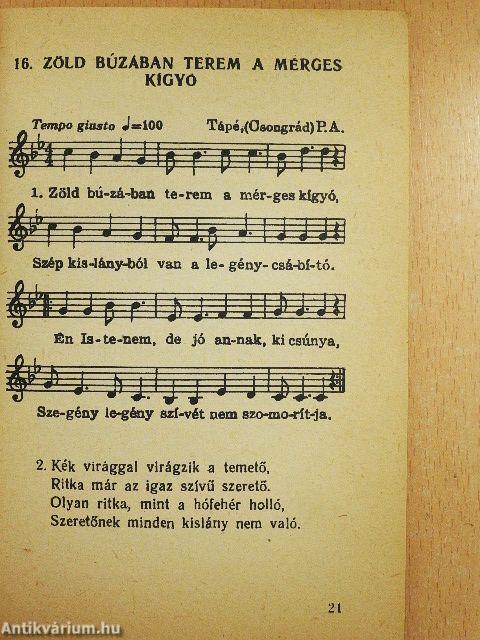 16. ZÖLD BÚZÁBAN TEREM A MÉRGES
KÍGYÓ
Tempo giusto ♩=100 Tápé,(Csongrád) P. A.
4
4
1. Zöld bú-zá-ban te-rem a mér-ges kígyó,
Szép kis-lány-ból van a le-gény-csá-bí-tó.
Én Is-te-nem, de jó an-nak, ki csúnya,
Sze-gény le-gény szí-vét nem szo-mo-rít-ja.
2. Kék virággal virágzik a temető,
Ritka már az igaz szívű szerető.
Olyan ritka, mint a hófehér holló,
Szeretőnek minden kislány nem való.
21
Antikvárium.hu